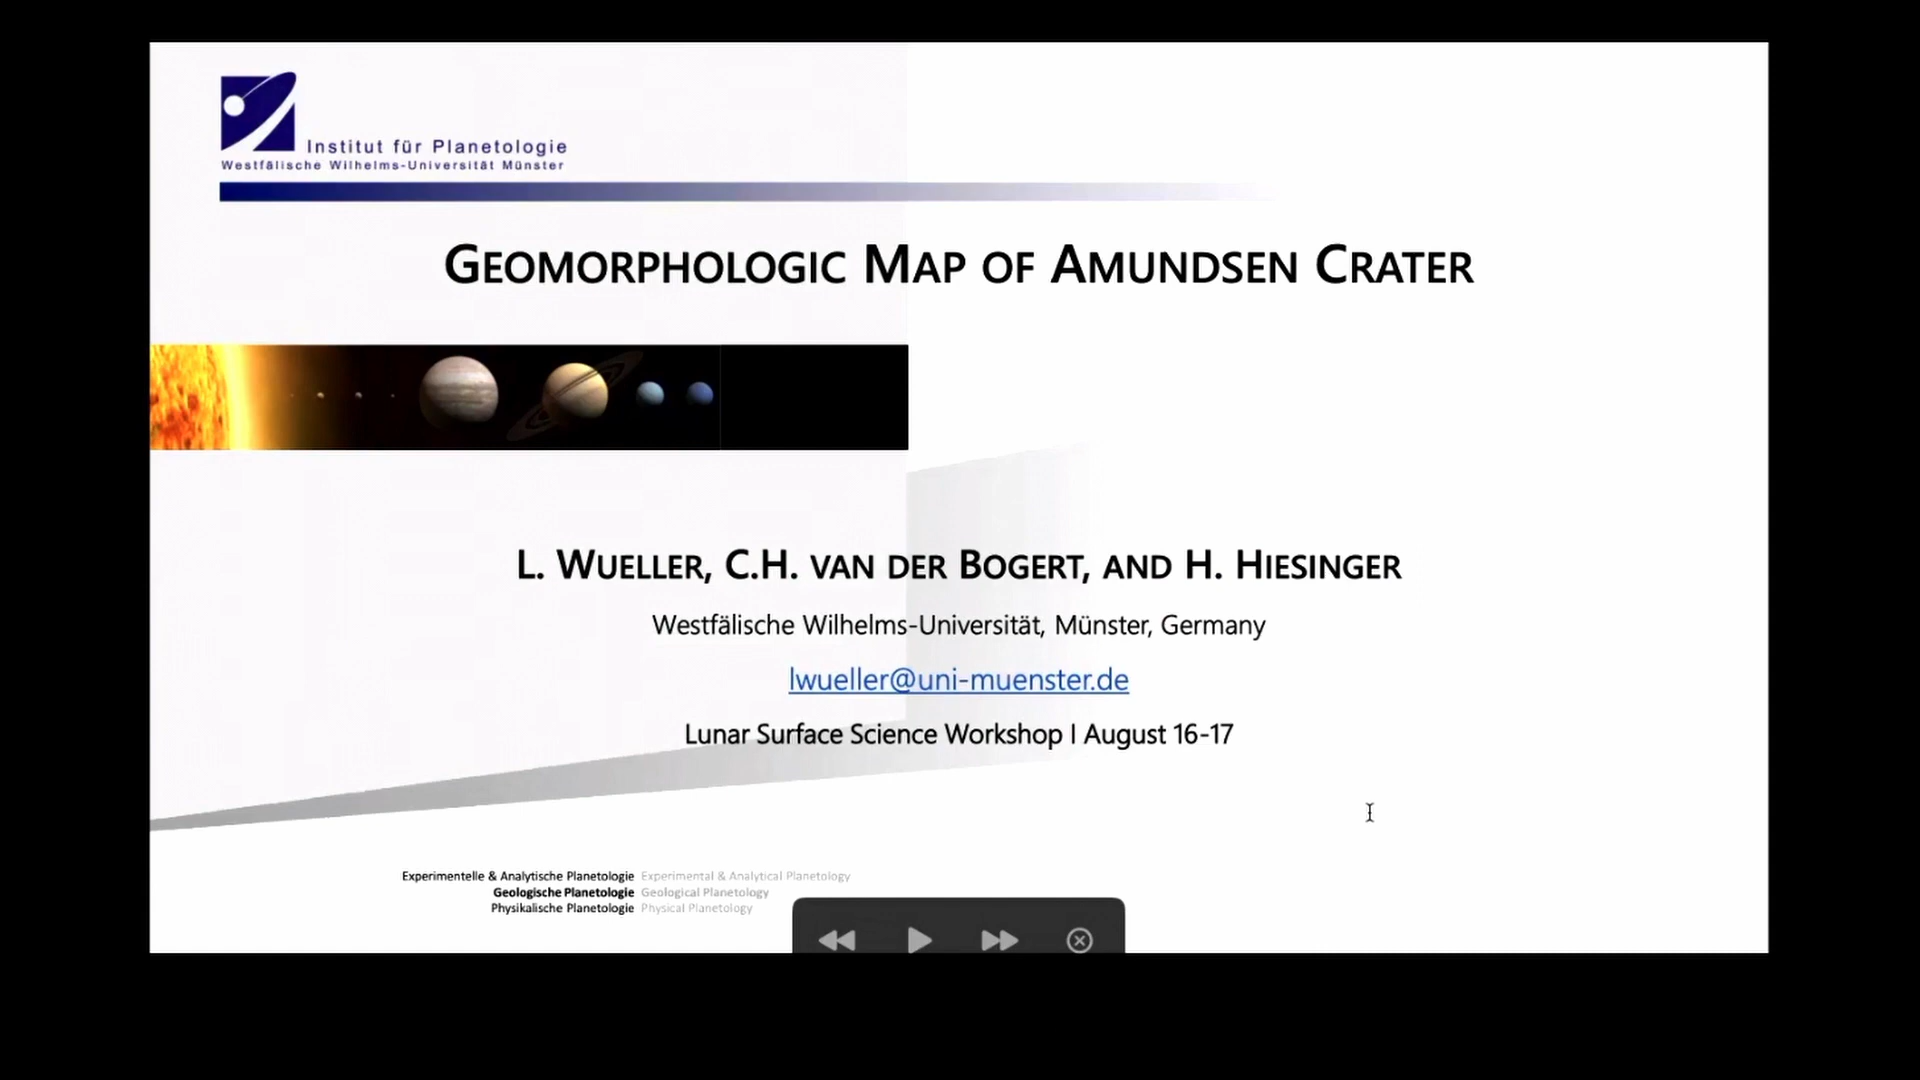 Institut für Planetologie
Westfälische Wilhelms-Universität Münster
GEOMORPHOLOGIC MAP OF AMUNDSEN CRATER
L. WUELLER, C.H. VAN DER BOGERT, AND H. HIESINGER
Westfälische Wilhelms-Universität, Münster, Germany
lwueller@uni-muenster.de
Lunar Surface Science Workshop I August 16-17
Experimentelle & Analytische Planetologie Experimental & Analytical Planetology
Geologische Planetologie Geological Planetology
Physikalische Planetologie Physical Planetology